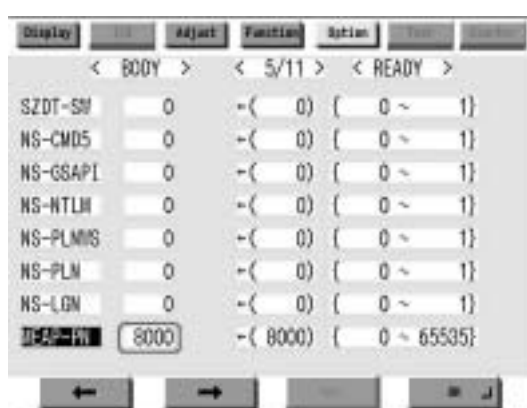 Display Adjust Function Option
< BODY > < 5/11 > < READY >
SZDT-SW 0 ←( 0) { 0 ~ 1}
NS-CMD5 0 ←( 0) { 0 ~ 1}
NS-GSAPI 0 ←( 0) { 0 ~ 1}
NS-NTLM 0 ←( 0) { 0 ~ 1}
NS-PLNWS 0 ←( 0) { 0 ~ 1}
NS-PLN 0 ←( 0) { 0 ~ 1}
NS-LGN 0 ←( 0) { 0 ~ 1}
MEAP-PN 8000 ←( 8000) { 0 ~ 65535}